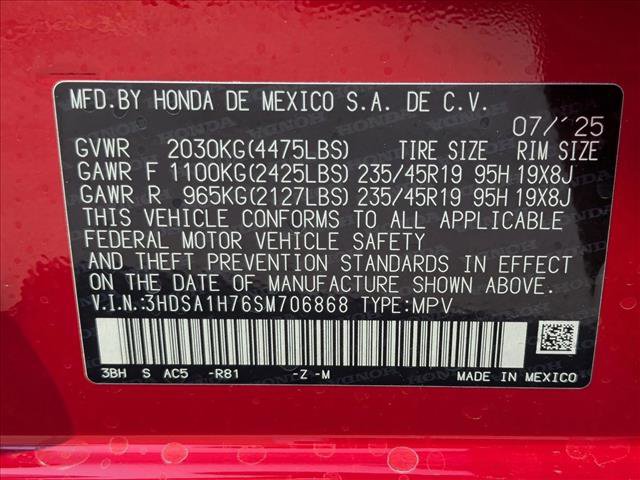 MFD.BY HONDA DE MEXICO S.A. DE C.V.
07/'25
GVWR 2030KG(4475LBS) TIRE SIZE RIM SIZE
GAWR F 1100KG(2425LBS) 235/45R19 95H 19X8J
GAWR R 965KG(2127LBS) 235/45R19 95H 19X8J
THIS VEHICLE CONFORMS TO ALL APPLICABLE
FEDERAL MOTOR VEHICLE SAFETY
AND THEFT PREVENTION STANDARDS IN EFFECT
ON THE DATE OF MANUFACTURE SHOWN ABOVE.
V.I.N.:3HDSA1H76SM706868 TYPE:MPV
3BH S AC5 -R81 -Z -M MADE IN MEXICO